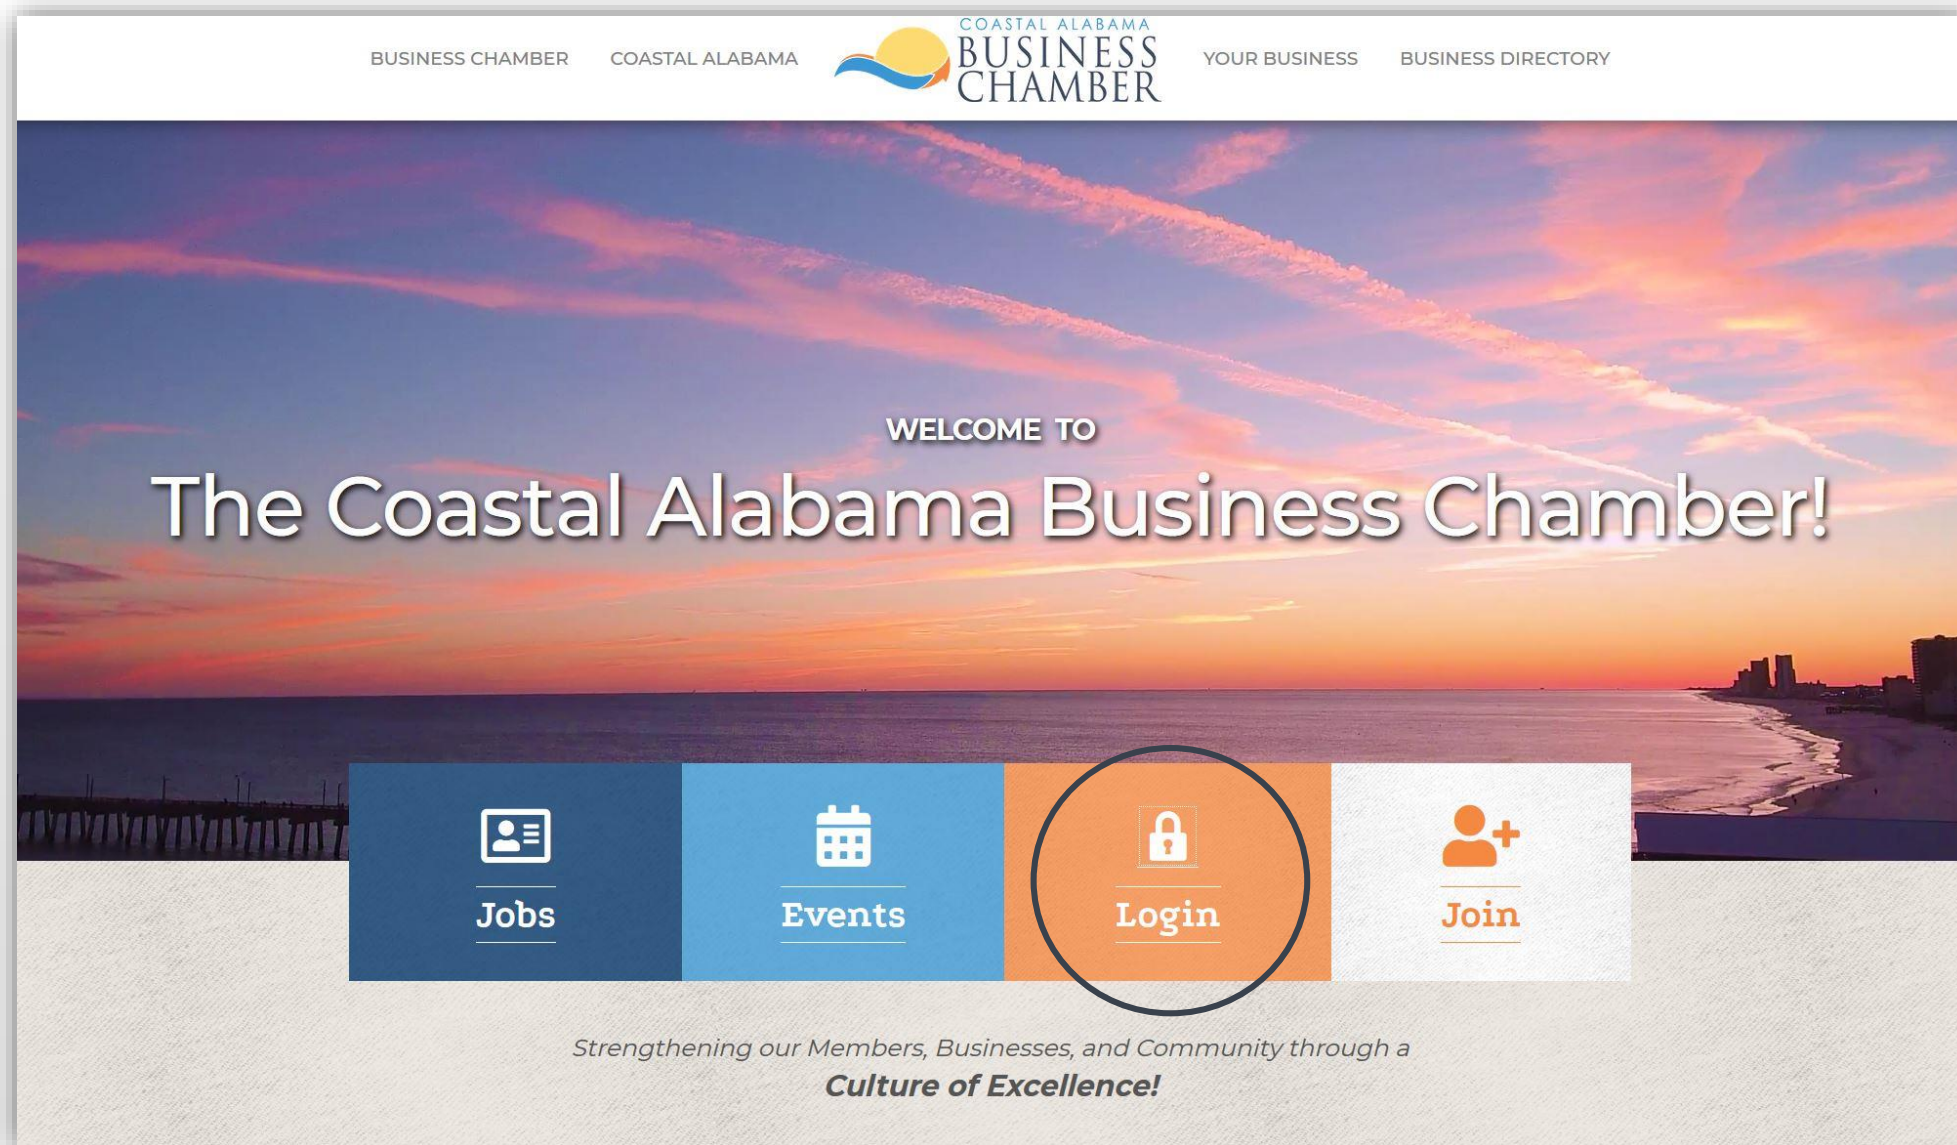 BUSINESS CHAMBER
COASTAL ALABAMA
COASTAL ALABAMA
BUSINESS
CHAMBER
YOUR BUSINESS
BUSINESS DIRECTORY
WELCOME TO
The Coastal Alabama Business Chamber!
Jobs
Events
Login
Join
Strengthening our Members, Businesses, and Community through a
Culture of Excellence!